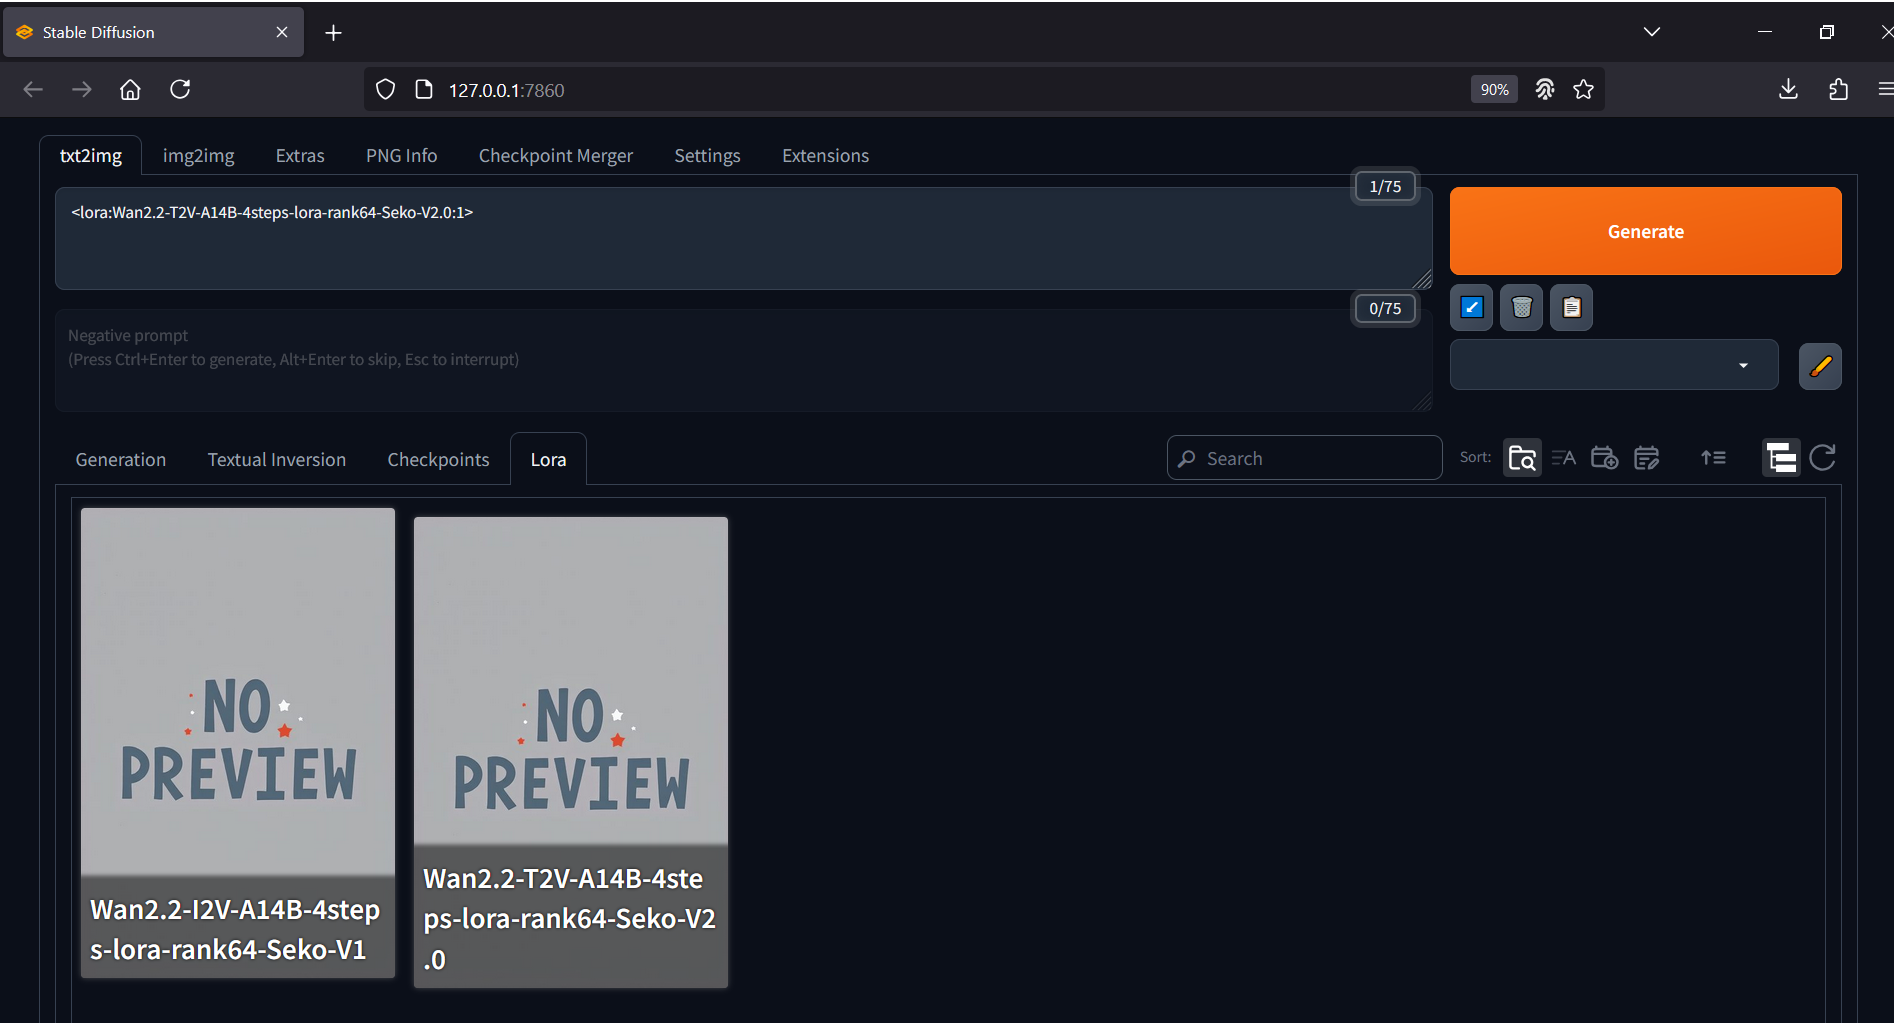 Stable Diffusion
127.0.0.1:7860
90%
txt2img
img2img
Extras
PNG Info
Checkpoint Merger
Settings
Extensions
1/75
<lora:Wan2.2-T2V-A14B-4steps-lora-rank64-Seko-V2.0:1>
Generate
0/75
Negative prompt
(Press Ctrl+Enter to generate, Alt+Enter to skip, Esc to interrupt)
Generation
Textual Inversion
Checkpoints
Lora
Search
Sort:
NO
PREVIEW
Wan2.2-I2V-A14B-4step
s-lora-rank64-Seko-V1
NO
PREVIEW
Wan2.2-T2V-A14B-4ste
ps-lora-rank64-Seko-V2
.0